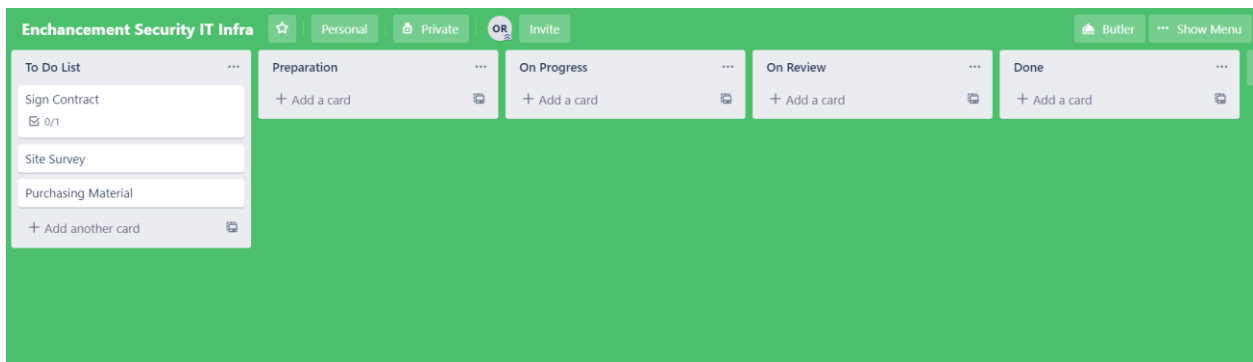 Enchancement Security IT Infra
Personal
Private
OR
Invite
Butler
Show Menu
To Do List
Sign Contract
0/1
Site Survey
Purchasing Material
+ Add another card
Preparation
+ Add a card
On Progress
+ Add a card
On Review
+ Add a card
Done
+ Add a card